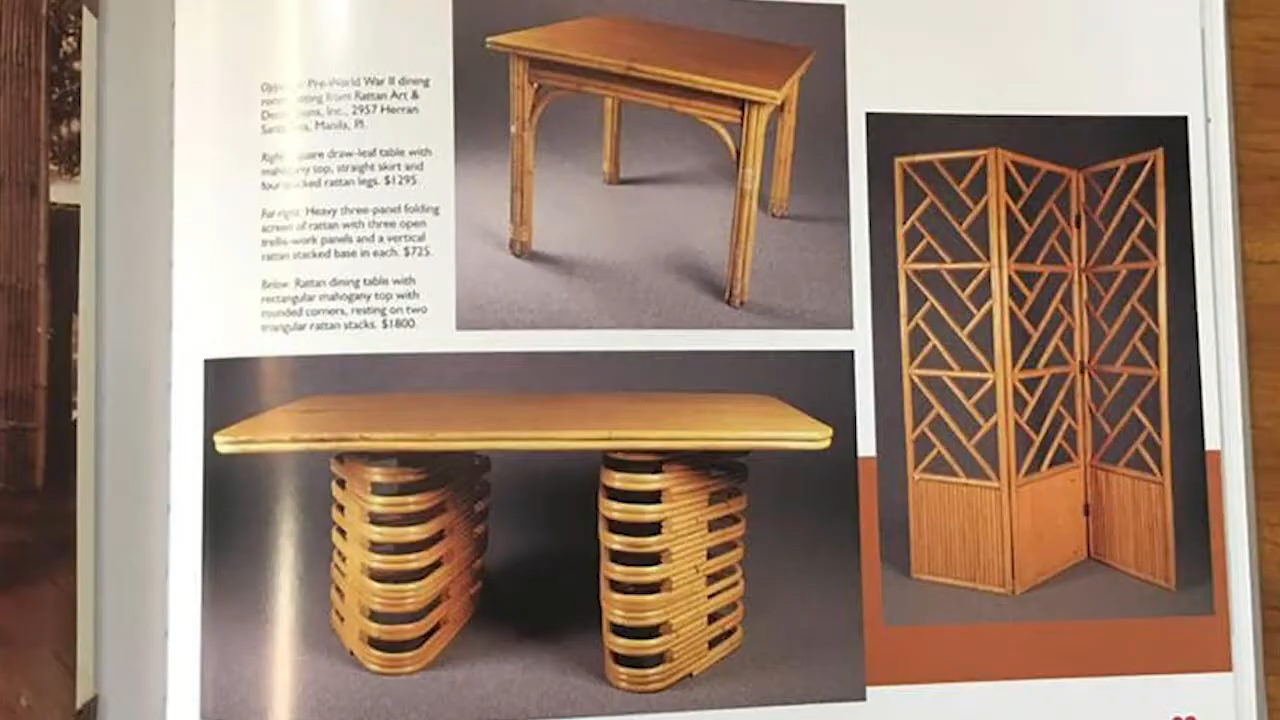 Pre-World War II dining
from Rattan Art &
Inc., 2957 Herran
Manila, P.I.
Right: draw-leaf table with
top, straight skirt and
four rattan legs. $1295.
Far right: Heavy three-panel folding
screen of rattan with three open
trellis-work panels and a vertical
rattan stacked base in each. $725.
Below: Rattan dining table with
rectangular mahogany top with
rounded corners, resting on two
triangular rattan stacks. $1800.